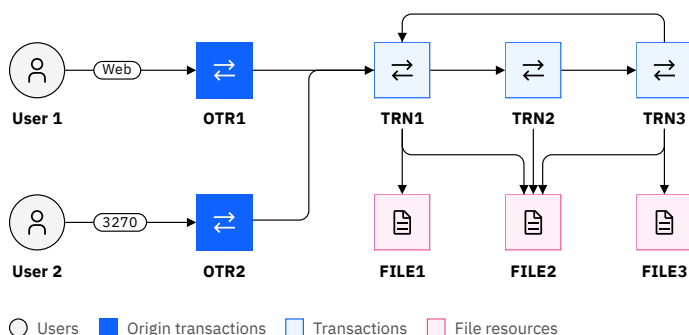 Web
User 1
OTR1
TRN1
TRN2
TRN3
3270
User 2
OTR2
FILE1
FILE2
FILE3
Users
Origin transactions
Transactions
File resources